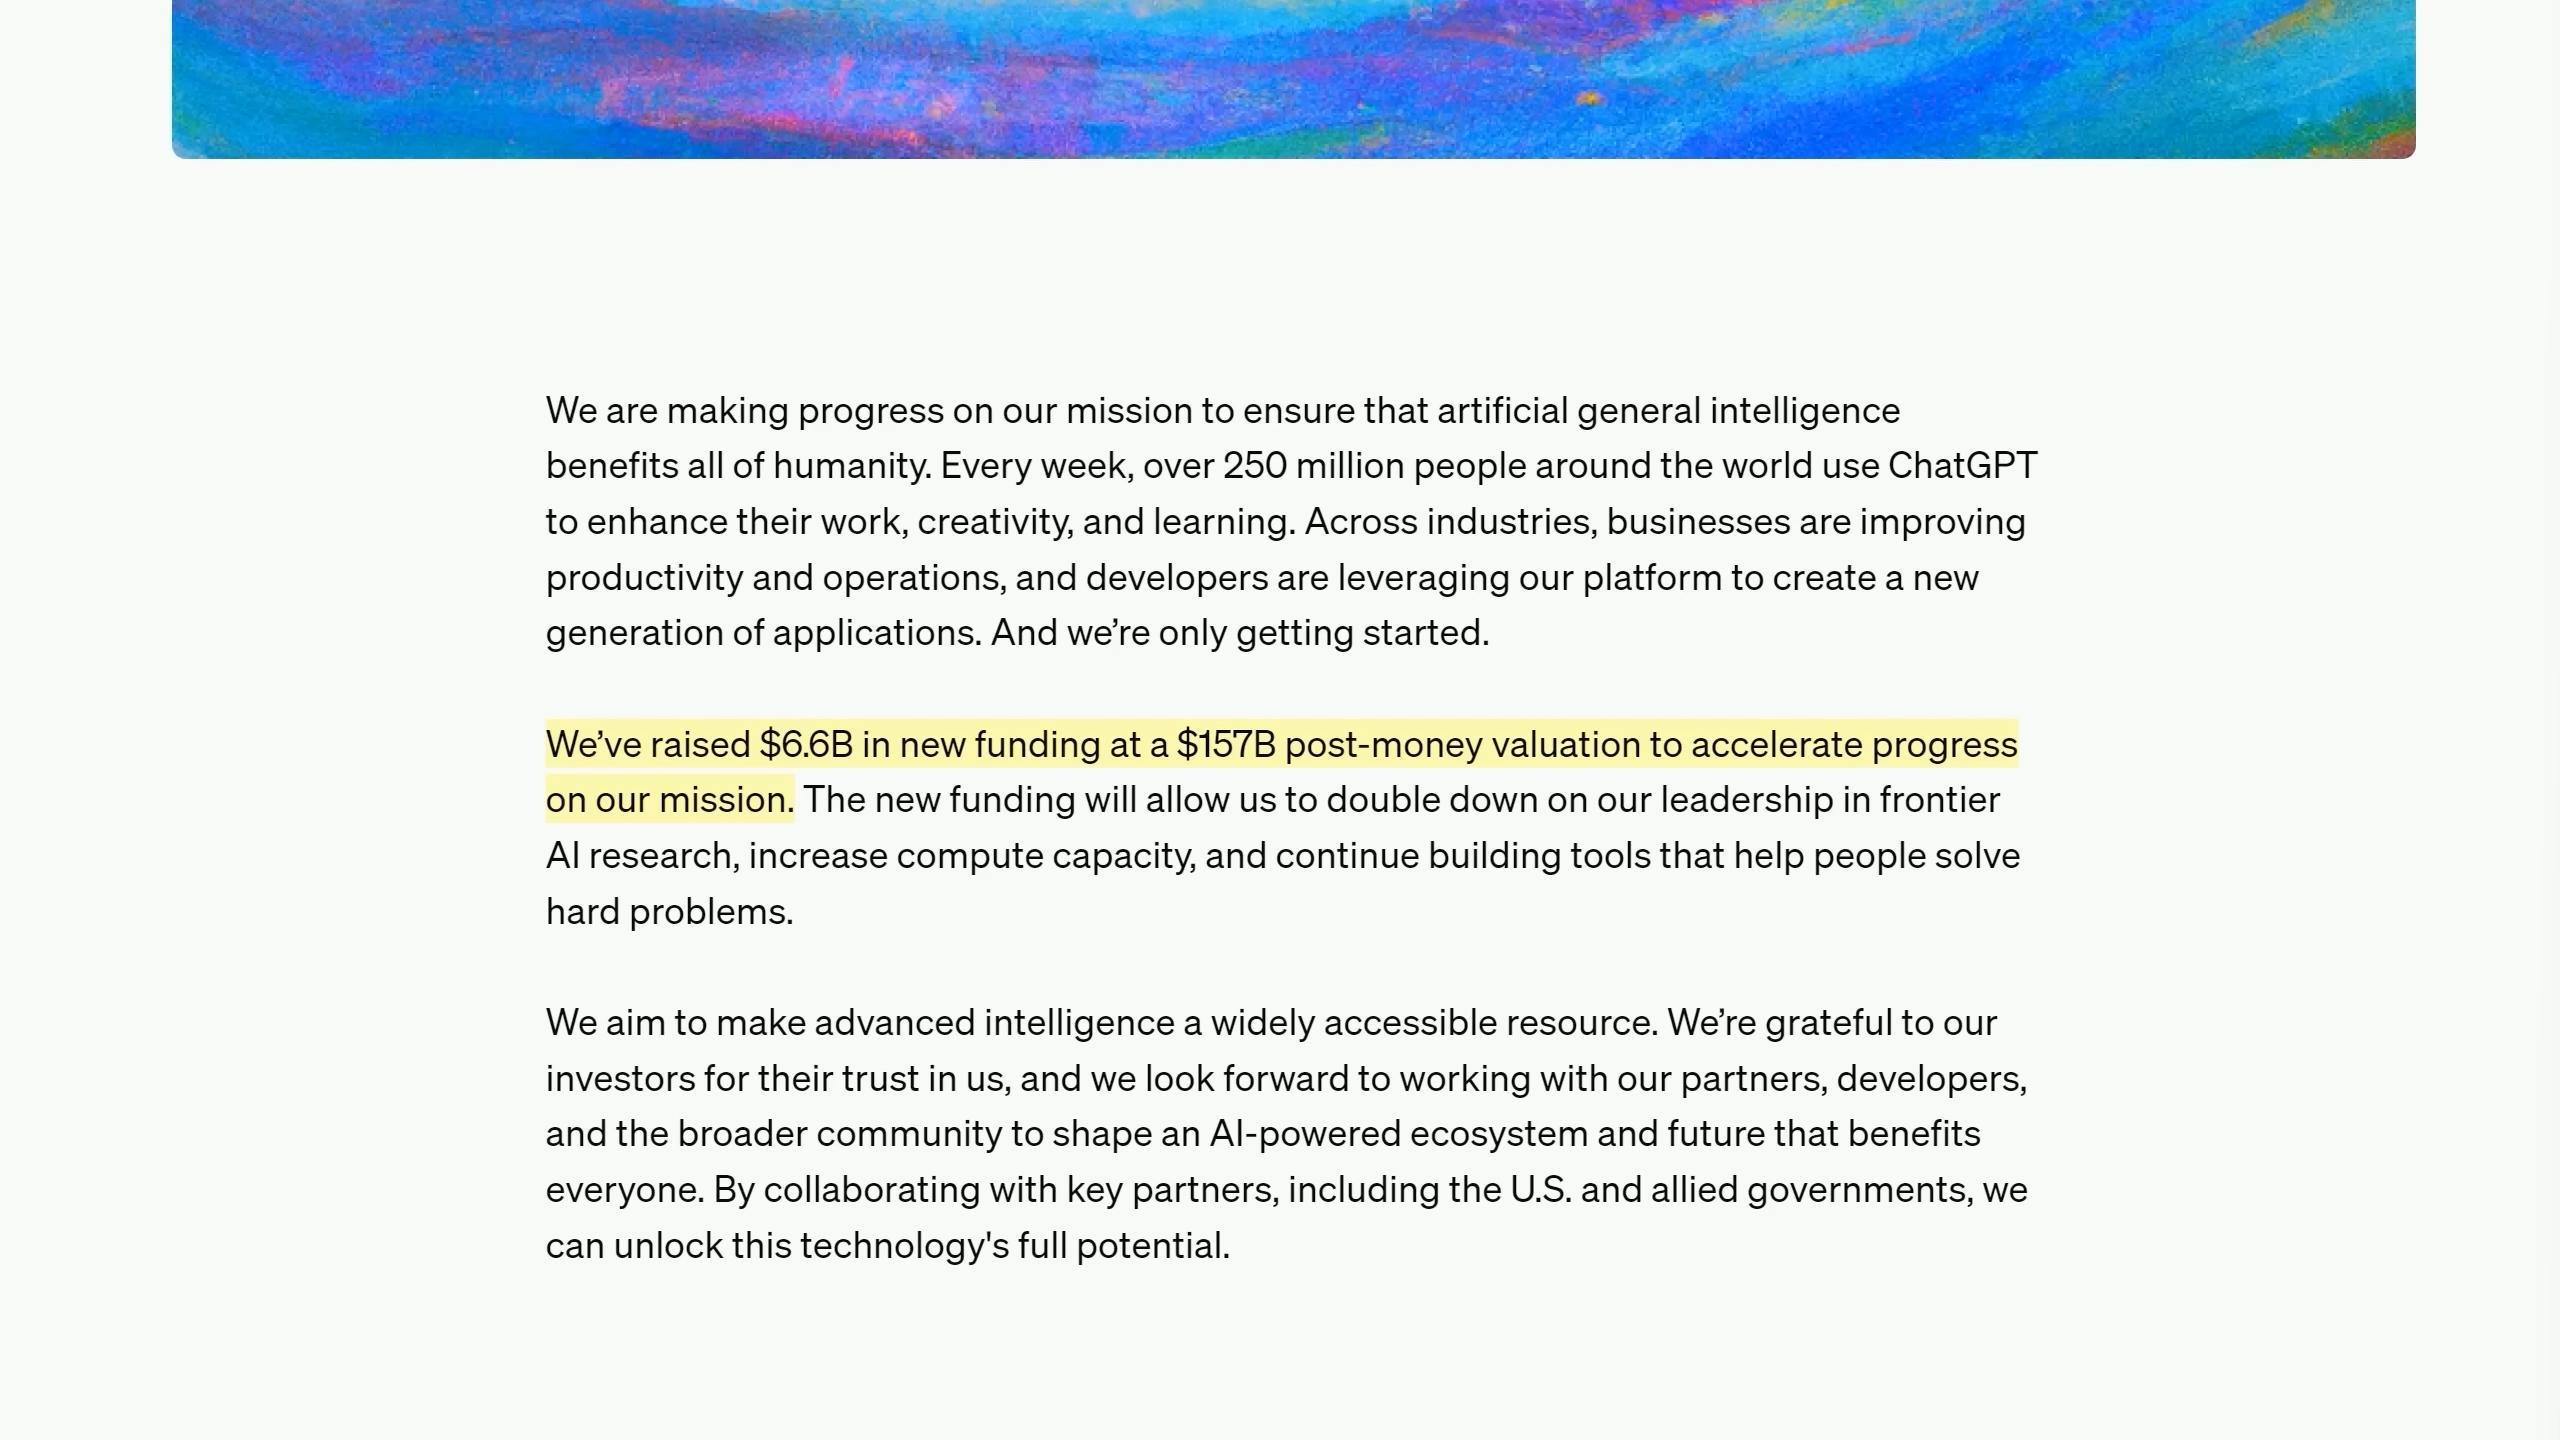 We are making progress on our mission to ensure that artificial general intelligence
benefits all of humanity. Every week, over 250 million people around the world use ChatGPT
to enhance their work, creativity, and learning. Across industries, businesses are improving
productivity and operations, and developers are leveraging our platform to create a new
generation of applications. And we’re only getting started.
We’ve raised $6.6B in new funding at a $157B post-money valuation to accelerate progress
on our mission. The new funding will allow us to double down on our leadership in frontier
AI research, increase compute capacity, and continue building tools that help people solve
hard problems.
We aim to make advanced intelligence a widely accessible resource. We’re grateful to our
investors for their trust in us, and we look forward to working with our partners, developers,
and the broader community to shape an AI-powered ecosystem and future that benefits
everyone. By collaborating with key partners, including the U.S. and allied governments, we
can unlock this technology's full potential.